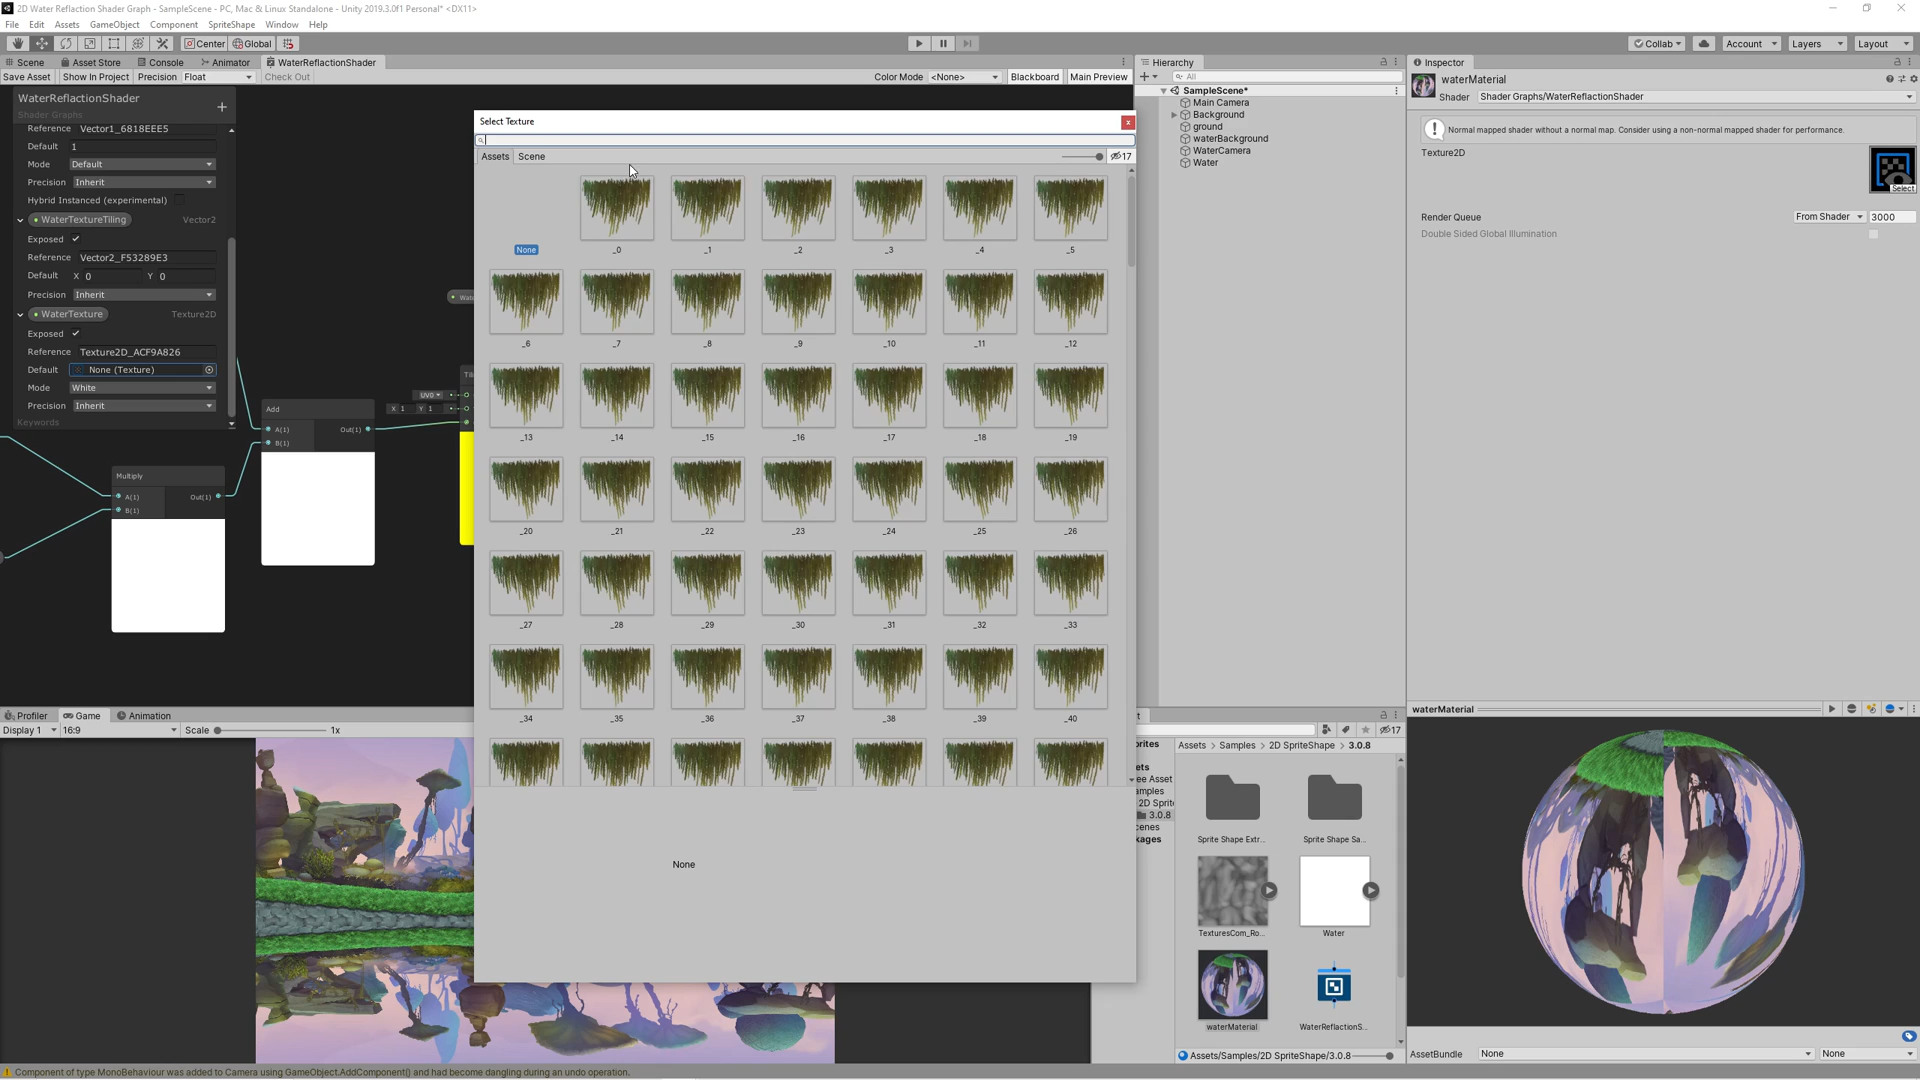 2D Water Reflection Shader Graph - SampleScene - PC, Mac & Linux Standalone - Unity 2019.3.0f1 Personal* <DX11>
File Edit Assets GameObject Component SpriteShape Window Help
Center Global Collab Account Layers Layout
Scene Asset Store Console Animator WaterReflectionShader
Save Asset Show In Project Precision Float Check Out Color Mode <None> Blackboard Main Preview
WaterReflectionShader
Shader Graphs
Reference Vector1_6818EEE5
Default 1
Mode Default
Precision Inherit
Hybrid Instanced (experimental)
WaterTextureTiling Vector2
Exposed
Reference Vector2_F53289E3
Default X 0 Y 0
Precision Inherit
WaterTexture Texture2D
Exposed
Reference Texture2D_ACF9A826
Default None (Texture)
Mode White
Precision Inherit
Keywords
Multiply
A(1) Out(1)
B(1)
Add
A(1) Out(1)
B(1)
UV0
X 1 Y 1
Select Texture
Assets Scene 17
None _0 _1 _2 _3 _4 _5
_6 _7 _8 _9 _10 _11 _12
_13 _14 _15 _16 _17 _18 _19
_20 _21 _22 _23 _24 _25 _26
_27 _28 _29 _30 _31 _32 _33
_34 _35 _36 _37 _38 _39 _40
None
Hierarchy
All
SampleScene*
Main Camera
Background
ground
waterBackground
WaterCamera
Water
Inspector
waterMaterial
Shader Shader Graphs/WaterReflectionShader
Normal mapped shader without a normal map. Consider using a non-normal mapped shader for performance.
Texture2D
Select
Render Queue From Shader 3000
Double Sided Global Illumination
Profiler Game Animation
Display 1 16:9 Scale 1x
17
Assets > Samples > 2D SpriteShape > 3.0.8
3.0.8
Sprite Shape Extr... Sprite Shape Sa...
TexturesCom_Ro... Water
waterMaterial WaterReflectionS...
Assets/Samples/2D SpriteShape/3.0.8
waterMaterial
AssetBundle None None
Component of type MonoBehaviour was added to Camera using GameObject.AddComponent() and had become dangling during an undo operation.